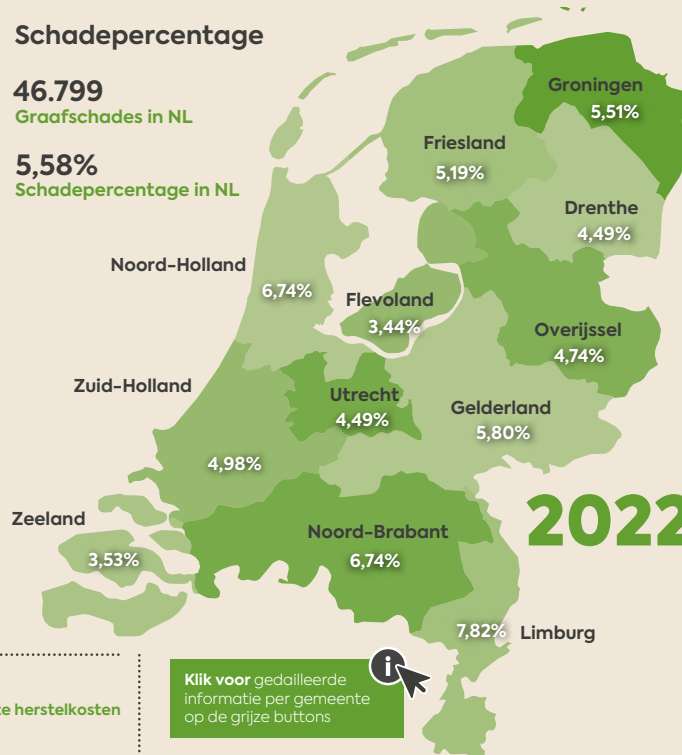 Schadepercentage
46.799
Graafschades in NL
5,58%
Schadepercentage in NL
Groningen
5,51%
Friesland
5,19%
Drenthe
4,49%
Noord-Holland
6,74%
Flevoland
3,44%
Overijssel
4,74%
Zuid-Holland
4,98%
Utrecht
4,49%
Gelderland
5,80%
Zeeland
3,53%
Noord-Brabant
6,74%
2022
Limburg
7,82%
herstelkosten
Klik voor gedailleerde
informatie per gemeente
op de grijze buttons
i